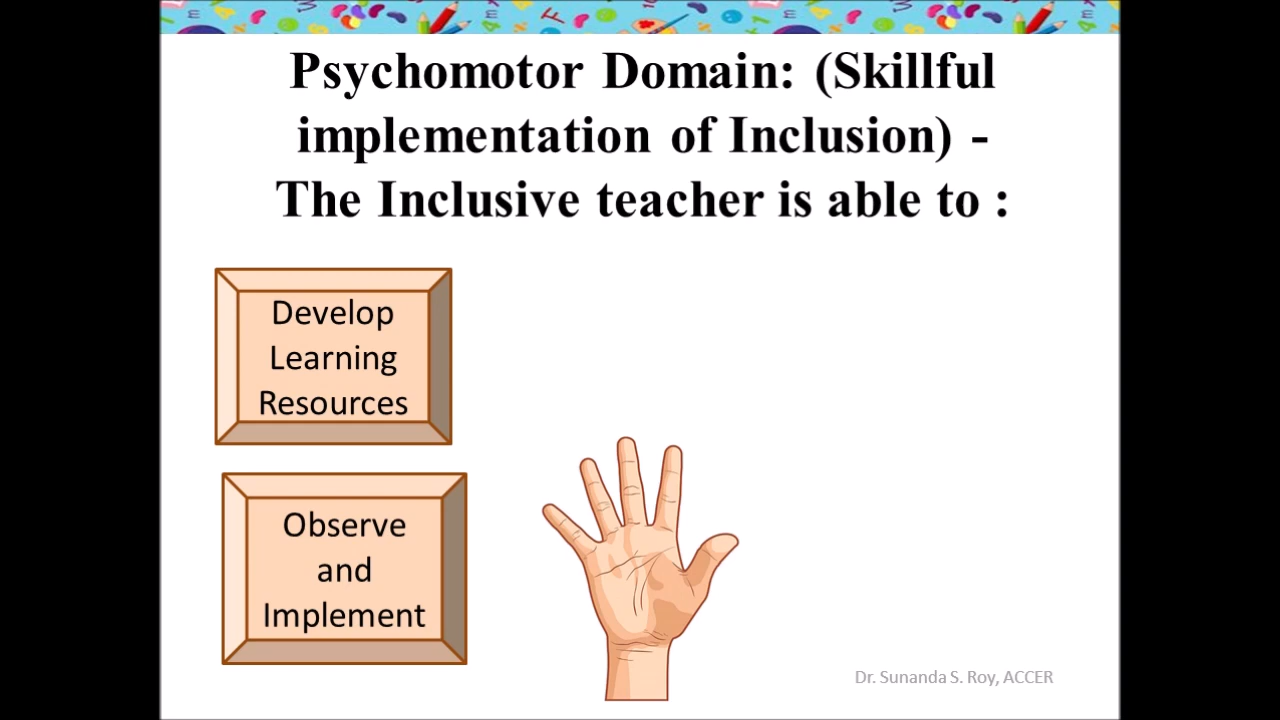 Psychomotor Domain: (Skillful
implementation of Inclusion) -
The Inclusive teacher is able to :
Develop
Learning
Resources
Observe
and
Implement
Dr. Sunanda S. Roy, ACCER